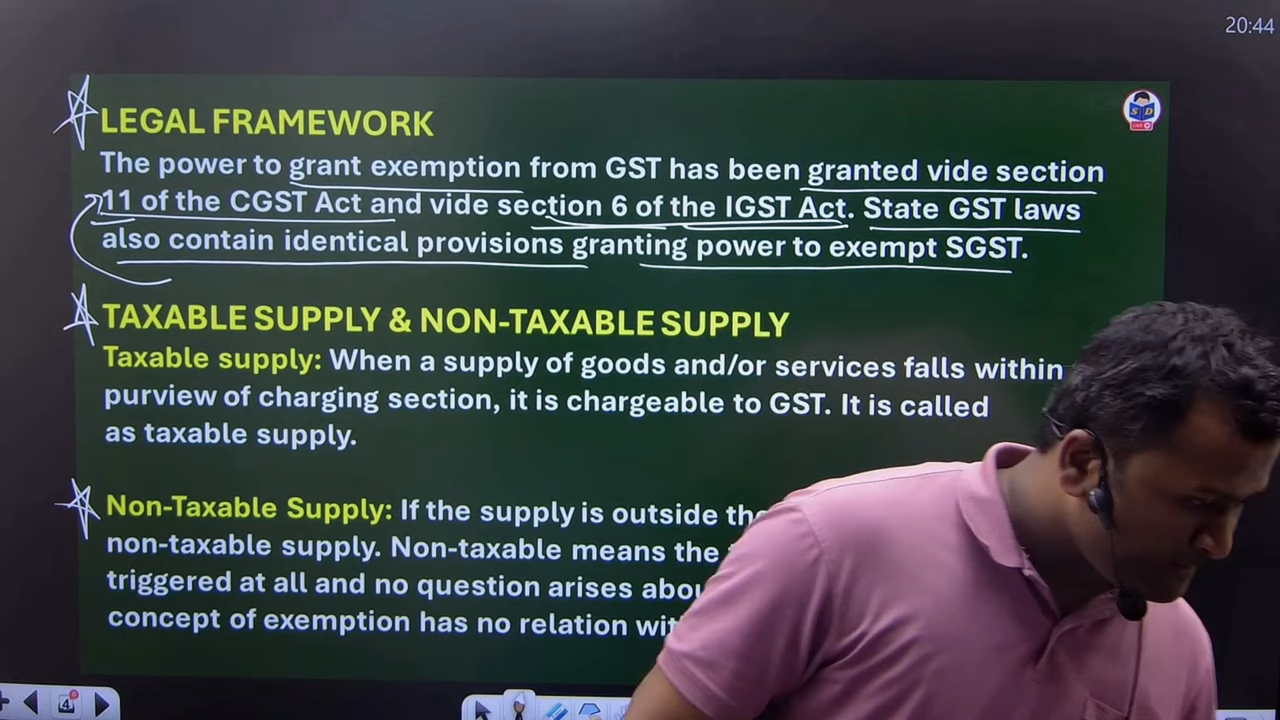 20:44
LEGAL FRAMEWORK
The power to grant exemption from GST has been granted vide section
11 of the CGST Act and vide section 6 of the IGST Act. State GST laws
also contain identical provisions granting power to exempt SGST.
TAXABLE SUPPLY & NON-TAXABLE SUPPLY
Taxable supply: When a supply of goods and/or services falls within
purview of charging section, it is chargeable to GST. It is called
as taxable supply.
Non-Taxable Supply: If the supply is outside
non-taxable supply. Non-taxable means the
triggered at all and no question arises
concept of exemption has no relation
4
S D
LIVE